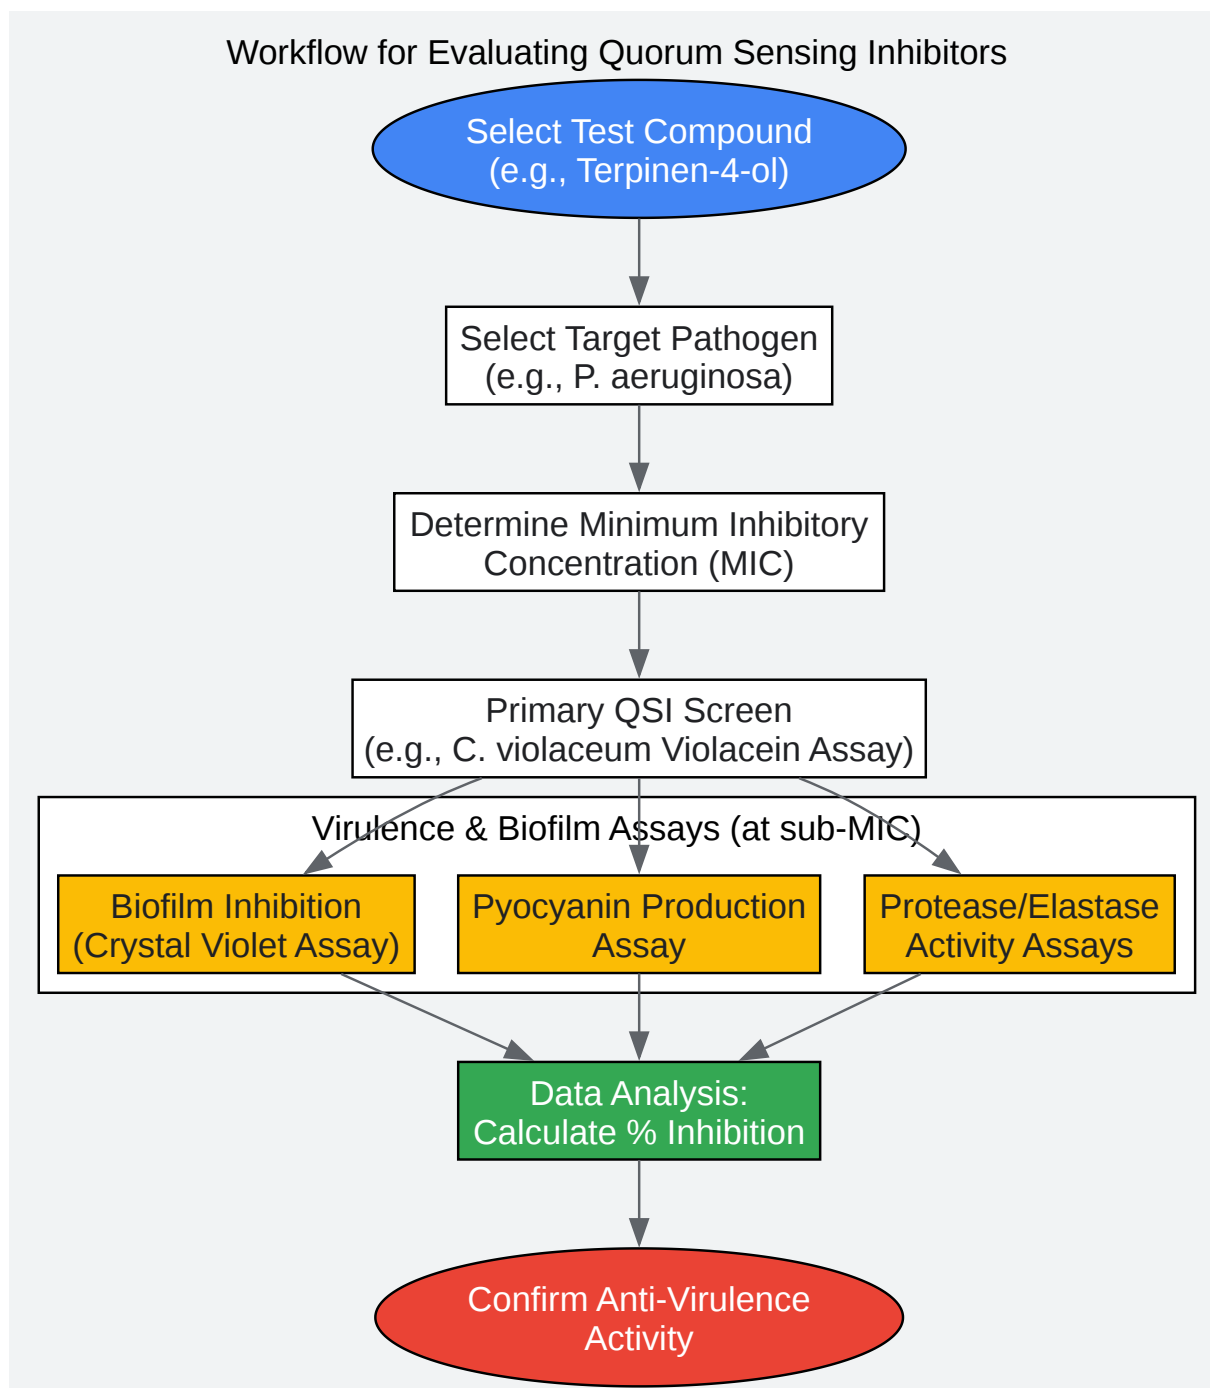 Workflow for Evaluating Quorum Sensing Inhibitors
Select Test Compound
(e.g., Terpinen-4-ol)
Select Target Pathogen
(e.g., P. aeruginosa)
Determine Minimum Inhibitory
Concentration (MIC)
Primary QSI Screen
(e.g., C. violaceum Violacein Assay)
Virulence & Biofilm Assays (at sub-MIC)
Biofilm Inhibition
(Crystal Violet Assay)
Pyocyanin Production
Assay
Protease/Elastase
Activity Assays
Data Analysis:
Calculate % Inhibition
Confirm Anti-Virulence
Activity